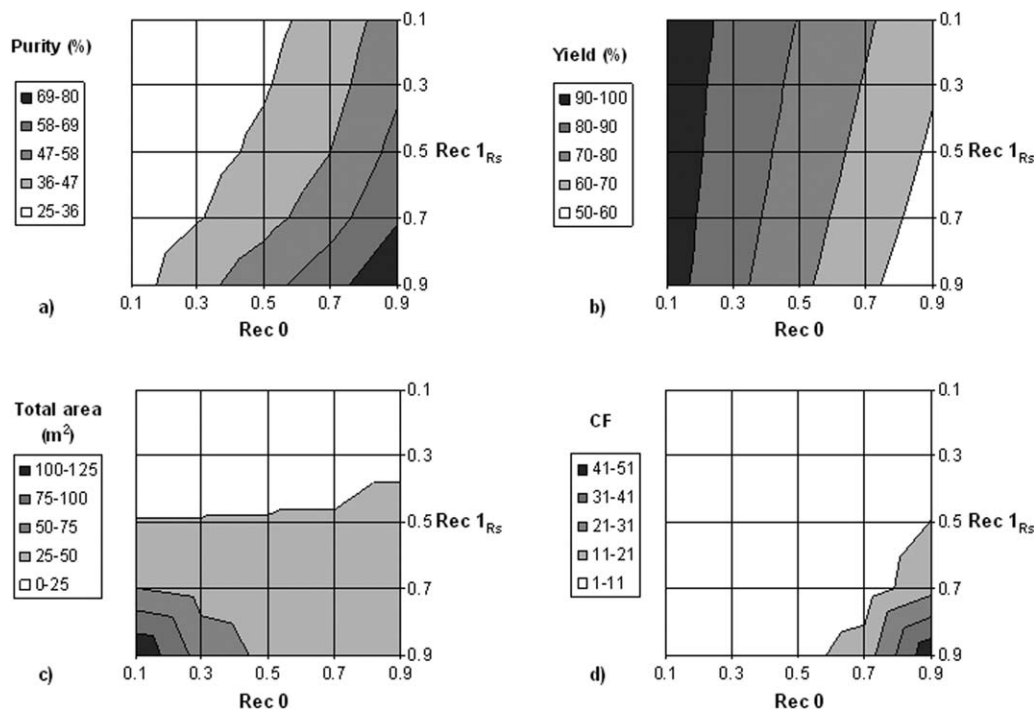 Purity (%)
69-80
58-69
47-58
36-47
25-36
0.1
0.3
0.5
0.7
0.9
Rec 1Rs
0.1 0.3 0.5 0.7 0.9
Rec 0
a)
Yield (%)
90-100
80-90
70-80
60-70
50-60
0.1
0.3
0.5
0.7
0.9
Rec 1Rs
0.1 0.3 0.5 0.7 0.9
Rec 0
b)
Total area
(m²)
100-125
75-100
50-75
25-50
0-25
0.1
0.3
0.5
0.7
0.9
Rec 1Rs
0.1 0.3 0.5 0.7 0.9
Rec 0
c)
CF
41-51
31-41
21-31
11-21
1-11
0.1
0.3
0.5
0.7
0.9
Rec 1Rs
0.1 0.3 0.5 0.7 0.9
Rec 0
d)